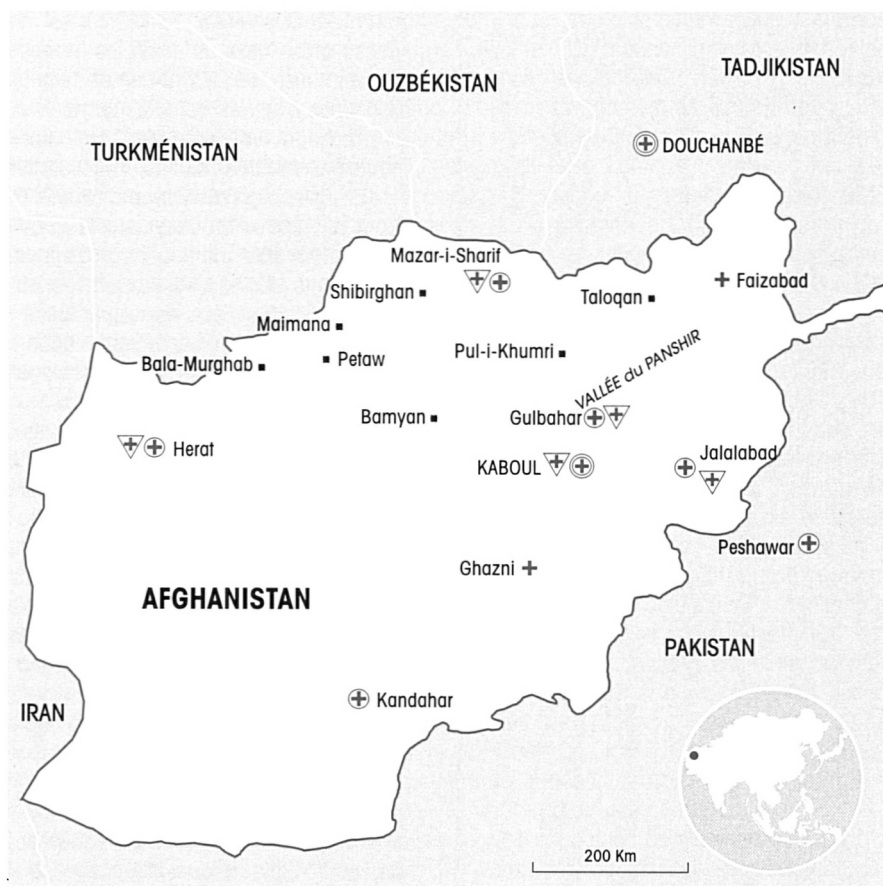 OUZBÉKISTAN
TADJIKISTAN
TURKMÉNISTAN
DOUCHANBÉ
Mazar-i-Sharif
Faizabad
Shibirghan
Taloqan
Maimana
Petaw
Pul-i-Khumri
VALLÉE du PANSHIR
Bala-Murghab
Bamyan
Gulbahar
Herat
KABOUL
Jalalabad
Peshawar
Ghazni
AFGHANISTAN
PAKISTAN
IRAN
Kandahar
200 Km